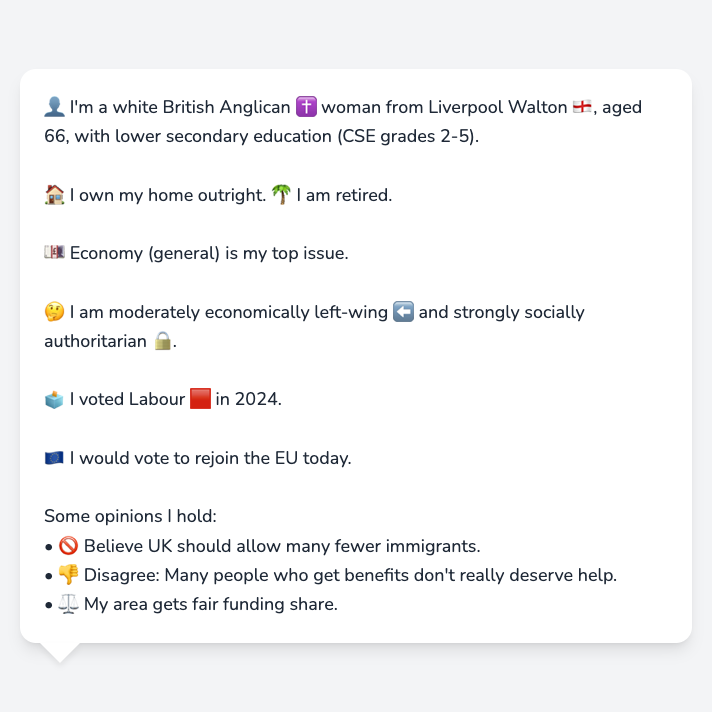 👤 I'm a white British Anglican ✝️ woman from Liverpool Walton 🏴󠁧󠁢󠁥󠁮󠁧󠁿, aged
66, with lower secondary education (CSE grades 2-5).
🏠 I own my home outright. 🌴 I am retired.
💷 Economy (general) is my top issue.
🤔 I am moderately economically left-wing ⬅️ and strongly socially
authoritarian 🔒.
🗳️ I voted Labour 🟥 in 2024.
🇪🇺 I would vote to rejoin the EU today.
Some opinions I hold:
• 🚫 Believe UK should allow many fewer immigrants.
• 👎 Disagree: Many people who get benefits don't really deserve help.
• ⚖️ My area gets fair funding share.